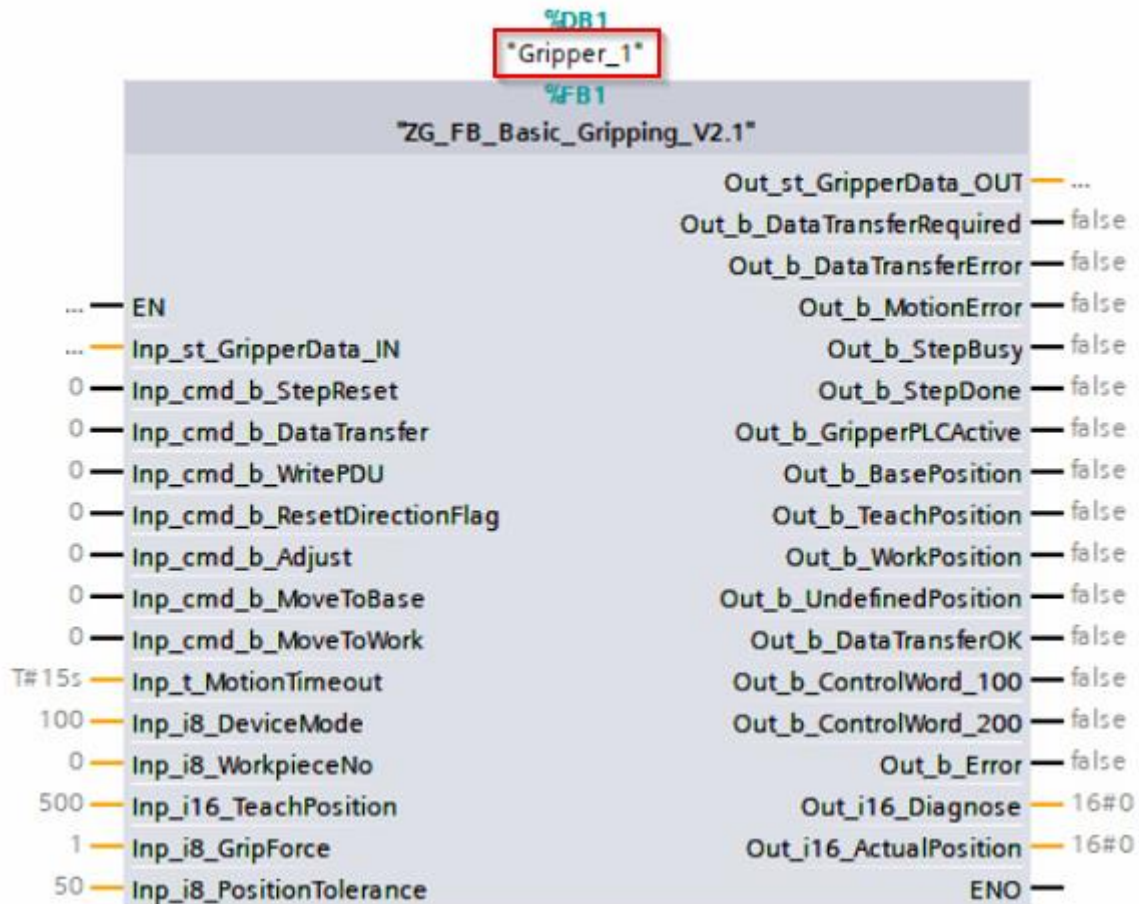 %DB1
"Gripper_1"
%FB1
"ZG_FB_Basic_Gripping_V2.1"
Out_st_GripperData_OUT ...
Out_b_DataTransferRequired false
Out_b_DataTransferError false
... EN Out_b_MotionError false
... Inp_st_GripperData_IN Out_b_StepBusy false
0 Inp_cmd_b_StepReset Out_b_StepDone false
0 Inp_cmd_b_DataTransfer Out_b_GripperPLCActive false
0 Inp_cmd_b_WritePDU Out_b_BasePosition false
0 Inp_cmd_b_ResetDirectionFlag Out_b_TeachPosition false
0 Inp_cmd_b_Adjust Out_b_WorkPosition false
0 Inp_cmd_b_MoveToBase Out_b_UndefinedPosition false
0 Inp_cmd_b_MoveToWork Out_b_DataTransferOK false
T#15s Inp_t_MotionTimeout Out_b_ControlWord_100 false
100 Inp_i8_DeviceMode Out_b_ControlWord_200 false
0 Inp_i8_WorkpieceNo Out_b_Error false
500 Inp_i16_TeachPosition Out_i16_Diagnose 16#0
1 Inp_i8_GripForce Out_i16_ActualPosition 16#0
50 Inp_i8_PositionTolerance ENO